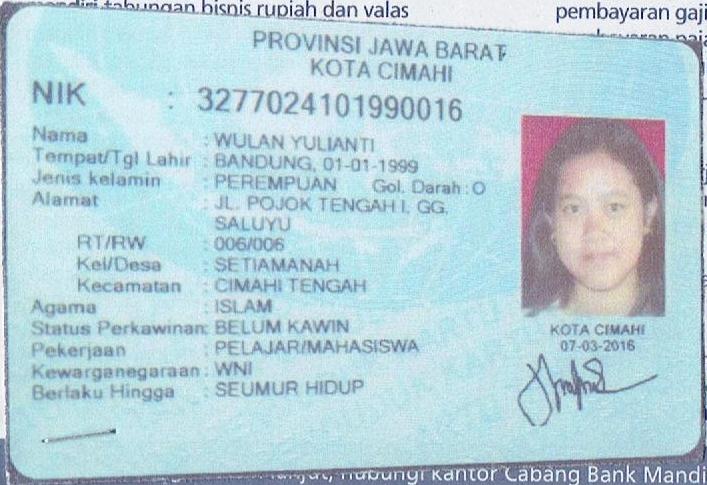 tabungan bisnis rupiah dan valas
pembayaran gaji
PROVINSI JAWA BARAT
KOTA CIMAHI
NIK : 3277024101990016
Nama : WULAN YULIANTI
Tempat/Tgl Lahir : BANDUNG, 01-01-1999
Jenis kelamin : PEREMPUAN Gol. Darah : O
Alamat : JL. POJOK TENGAH I, GG.
SALUYU
RT/RW : 006/006
Kel/Desa : SETIAMANAH
Kecamatan : CIMAHI TENGAH
Agama : ISLAM
Status Perkawinan: BELUM KAWIN
Pekerjaan : PELAJAR/MAHASISWA
Kewarganegaraan : WNI
Berlaku Hingga : SEUMUR HIDUP
KOTA CIMAHI
07-03-2016
hubungi kantor Cabang Bank Mandi